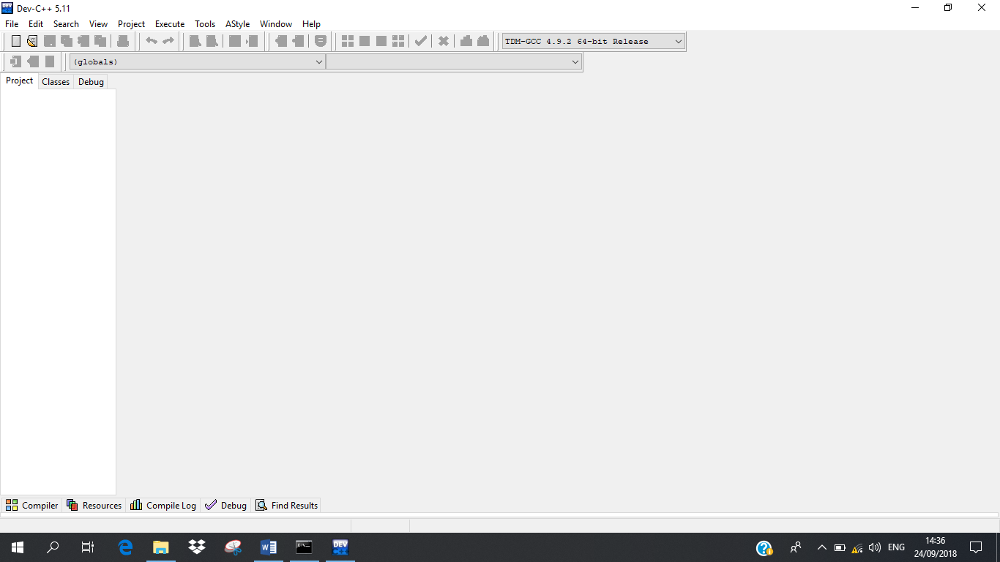 Dev-C++ 5.11
File Edit Search View Project Execute Tools AStyle Window Help
TDM-GCC 4.9.2 64-bit Release
(globals)
Project Classes Debug
Compiler Resources Compile Log Debug Find Results
ENG
14:36
24/09/2018